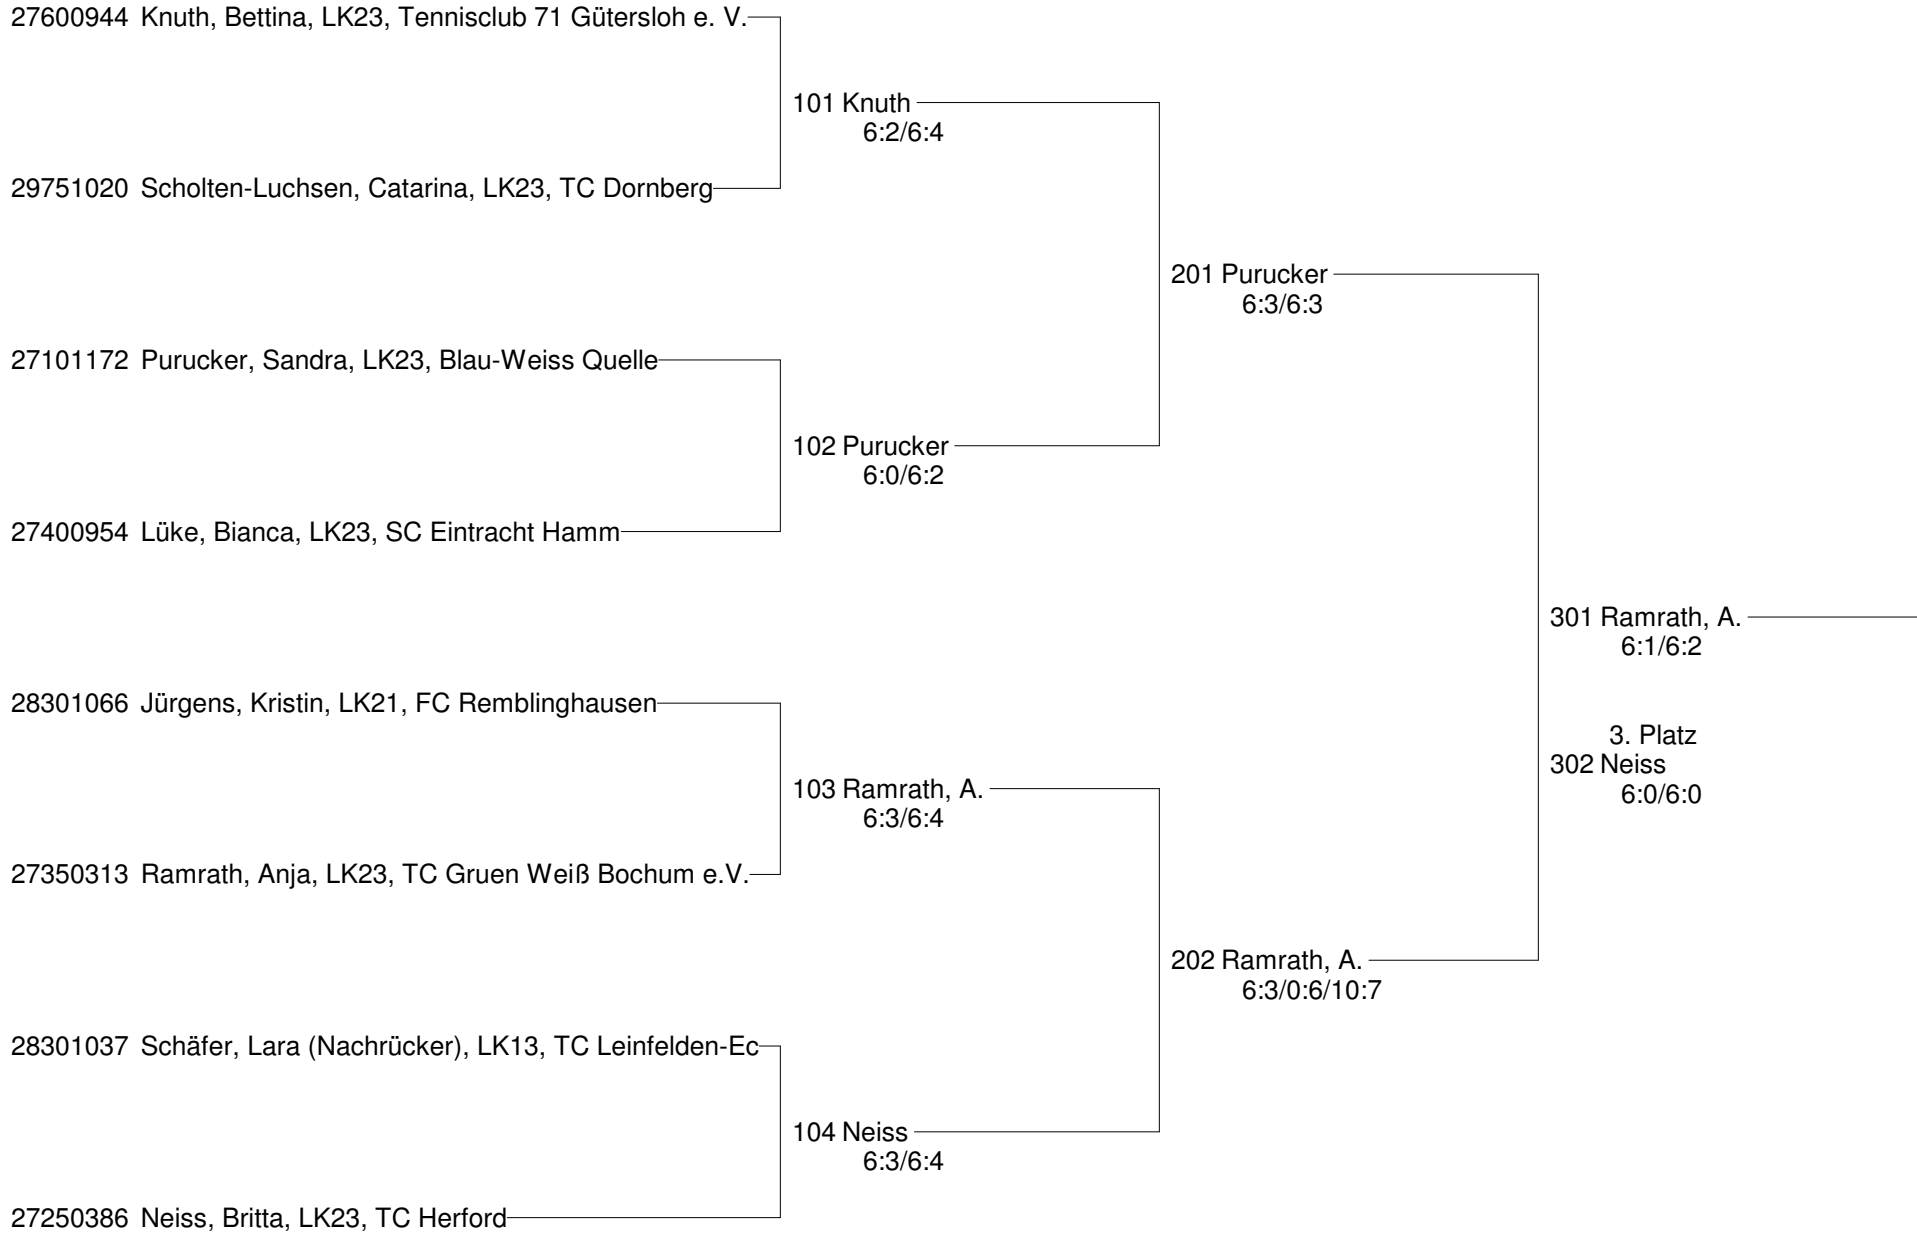 27600944 Knuth, Bettina, LK23, Tennisclub 71 Gütersloh e. V.
101 Knuth
6:2/6:4
29751020 Scholten-Luchsen, Catarina, LK23, TC Dornberg
201 Purucker
6:3/6:3
27101172 Purucker, Sandra, LK23, Blau-Weiss Quelle
102 Purucker
6:0/6:2
27400954 Lüke, Bianca, LK23, SC Eintracht Hamm
301 Ramrath, A.
6:1/6:2
28301066 Jürgens, Kristin, LK21, FC Remblinghausen
3. Platz
302 Neiss
6:0/6:0
103 Ramrath, A.
6:3/6:4
27350313 Ramrath, Anja, LK23, TC Gruen Weiß Bochum e.V.
202 Ramrath, A.
6:3/0:6/10:7
28301037 Schäfer, Lara (Nachrücker), LK13, TC Leinfelden-Ec
104 Neiss
6:3/6:4
27250386 Neiss, Britta, LK23, TC Herford